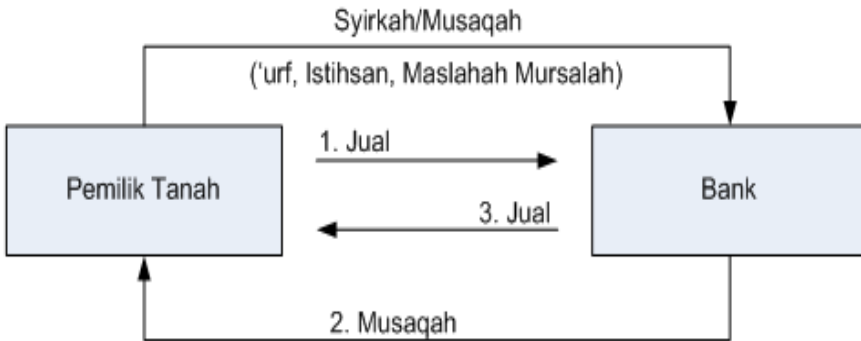 Syirkah/Musaqah
(‘urf, Istihsan, Maslahah Mursalah)
1. Jual
Pemilik Tanah
Bank
3. Jual
2. Musaqah